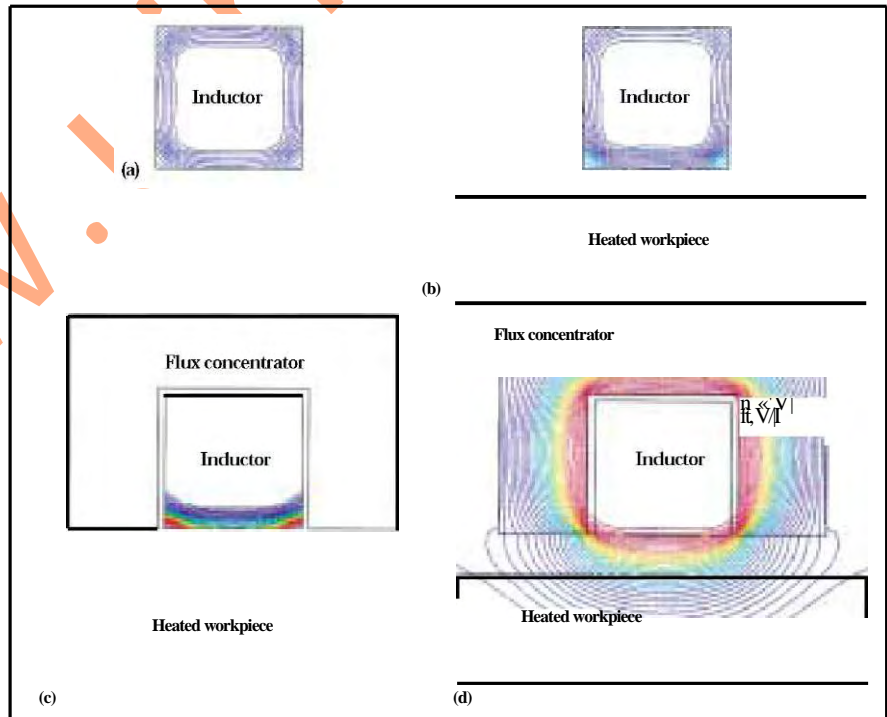 Inductor
(a)
Inductor
Heated workpiece
(b)
Flux concentrator
Inductor
Heated workpiece
(c)
Flux concentrator
Inductor
Heated workpiece
(d)